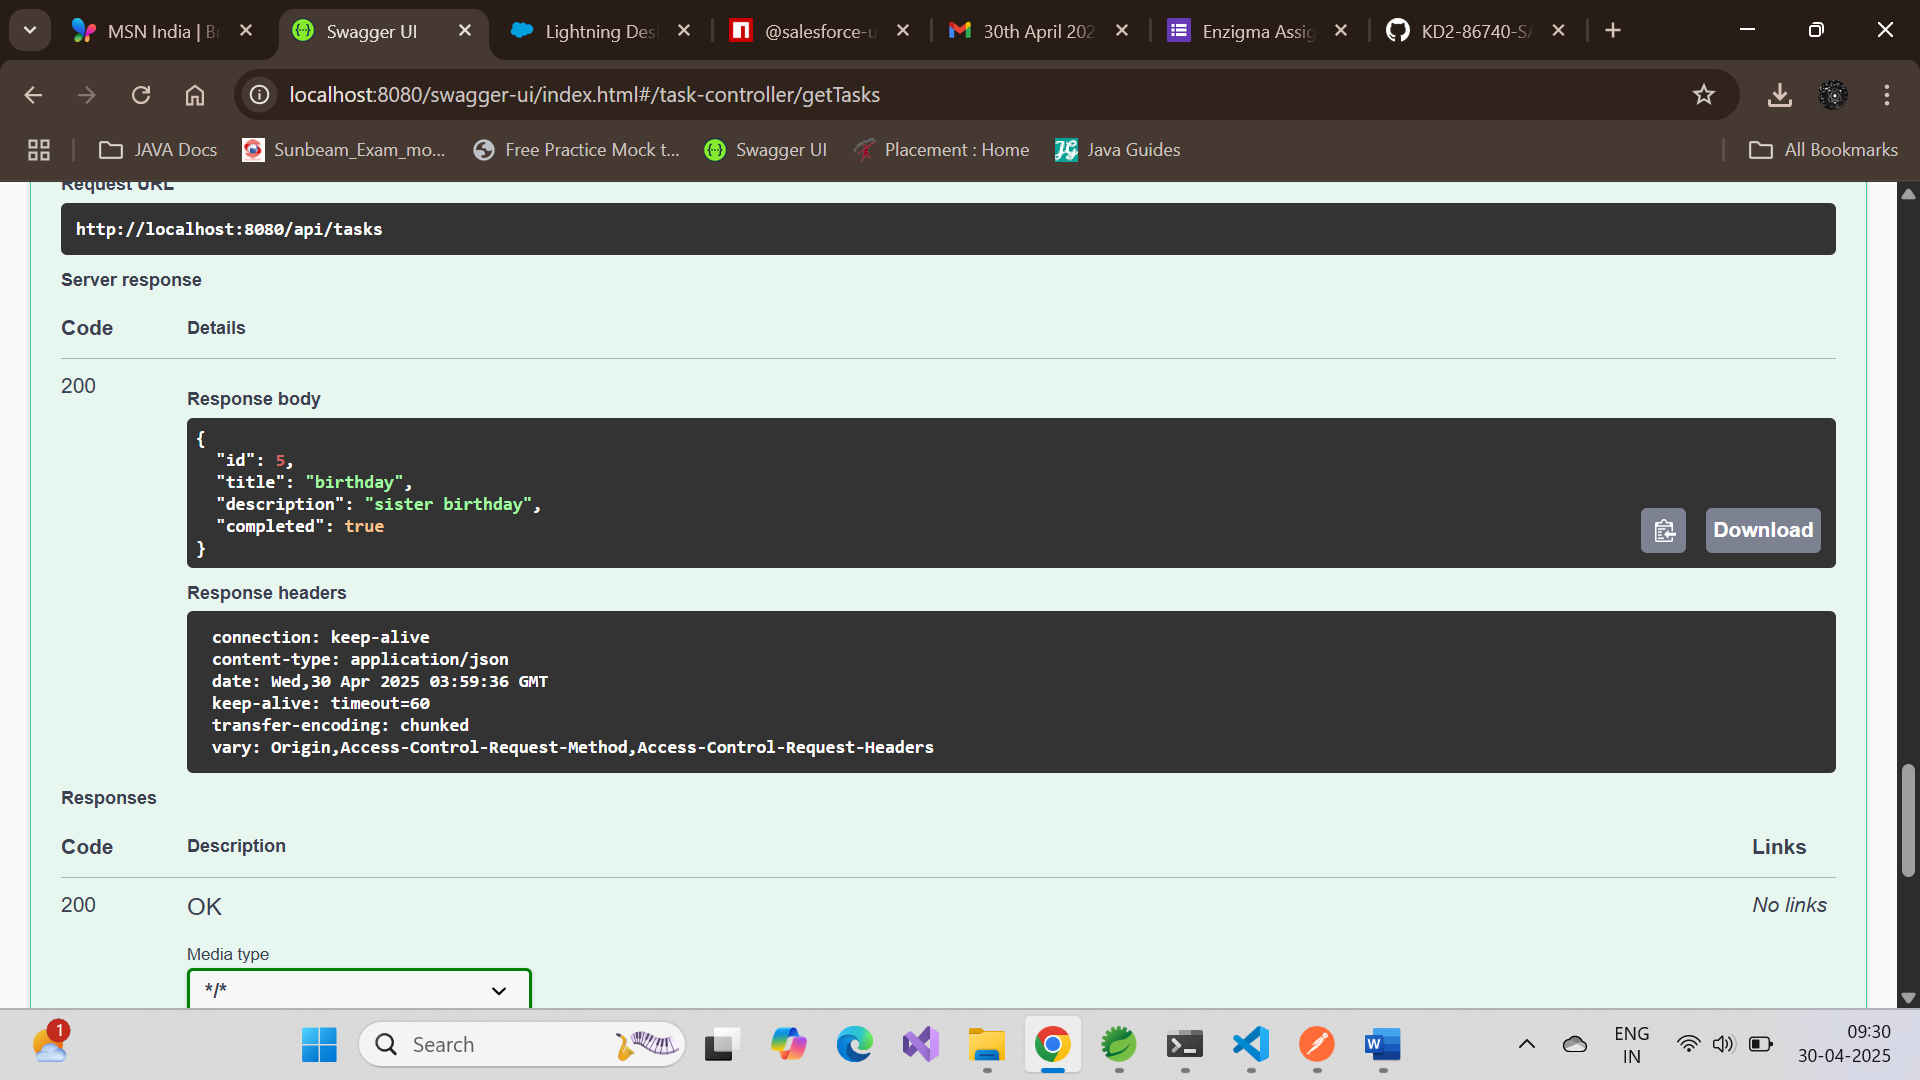 MSN India | Br
Swagger UI
Lightning Desi
@salesforce-u
30th April 202
Enzigma Assig
KD2-86740-SA
localhost:8080/swagger-ui/index.html#/task-controller/getTasks
JAVA Docs
Sunbeam_Exam_mo...
Free Practice Mock t...
Swagger UI
Placement : Home
Java Guides
All Bookmarks
Request URL
http://localhost:8080/api/tasks
Server response
Code Details
200
Response body
{
"id": 5,
"title": "birthday",
"description": "sister birthday",
"completed": true
}
Download
Response headers
connection: keep-alive
content-type: application/json
date: Wed,30 Apr 2025 03:59:36 GMT
keep-alive: timeout=60
transfer-encoding: chunked
vary: Origin,Access-Control-Request-Method,Access-Control-Request-Headers
Responses
Code Description Links
200 OK No links
Media type
*/*
1
Search
ENG
IN
09:30
30-04-2025